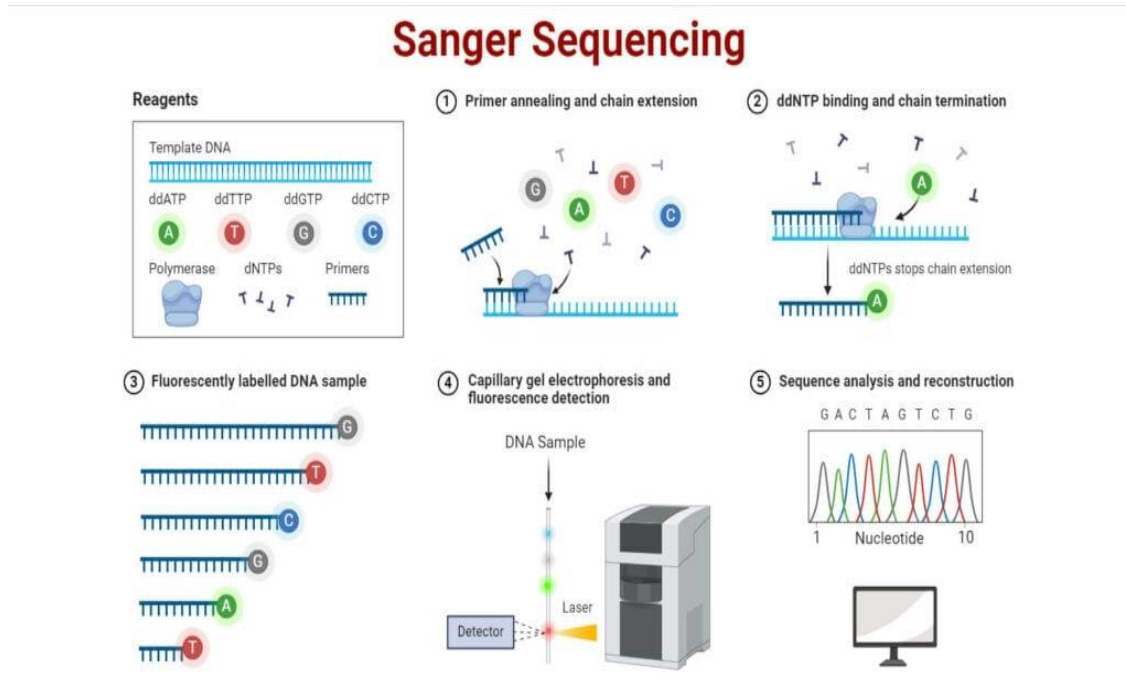 Sanger Sequencing
Reagents
Template DNA
ddATP ddTTP ddGTP ddCTP
A T G C
Polymerase dNTPs Primers
1 Primer annealing and chain extension
G A T C
2 ddNTP binding and chain termination
A
ddNTPs stops chain extension
A
3 Fluorescently labelled DNA sample
G
T
C
G
A
T
4 Capillary gel electrophoresis and
fluorescence detection
DNA Sample
Laser
Detector
5 Sequence analysis and reconstruction
G A C T A G T C T G
1 Nucleotide 10